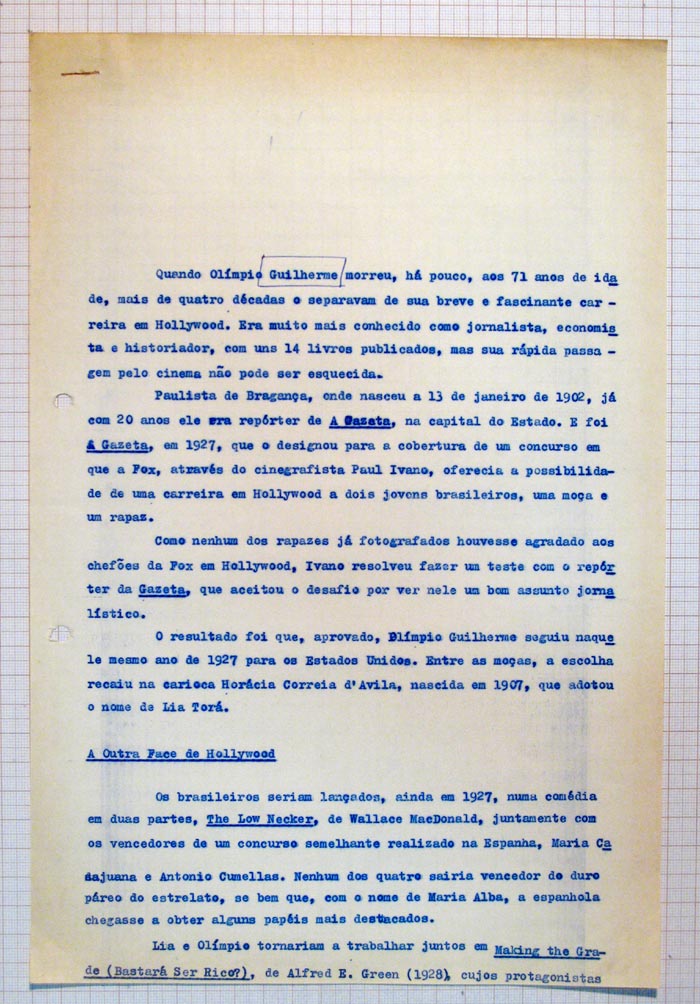 Quando Olímpio Guilherme morreu, há pouco, aos 71 anos de ida
de, mais de quatro décadas o separavam de sua breve e fascinante car -
reira em Hollywood. Era muito mais conhecido como jornalista, economis
ta e historiador, com uns 14 livros publicados, mas sua rápida passa -
gem pelo cinema não pode ser esquecida.
Paulista de Bragança, onde nasceu a 13 de janeiro de 1902, já
com 20 anos ele era repórter de A Gazeta, na capital do Estado. E foi
A Gazeta, em 1927, que o designou para a cobertura de um concurso em
que a Fox, através do cinegrafista Paul Ivano, oferecia a possibilida-
de de uma carreira em Hollywood a dois jovens brasileiros, uma moça e
um rapaz.
Como nenhum dos rapazes já fotografados houvesse agradado aos
chefões da Fox em Hollywood, Ivano resolveu fazer um teste com o repór
ter da Gazeta, que aceitou o desafio por ver nele um bom assunto jorna
lístico.
O resultado foi que, aprovado, Olímpio Guilherme seguiu naque
le mesmo ano de 1927 para os Estados Unidos. Entre as moças, a escolha
recaiu na carioca Horácia Correia d'Avila, nascida em 1907, que adotou
o nome de Lia Torá.
A Outra Face de Hollywood
Os brasileiros seriam lançados, ainda em 1927, numa comédia
em duas partes, The Low Necker, de Wallace MacDonald, juntamente com
os vencedores de um concurso semelhante realizado na Espanha, Maria Ca
sajuana e Antonio Cumellas. Nenhum dos quatro sairia vencedor do duro
páreo do estrelato, se bem que, com o nome de Maria Alba, a espanhola
chegasse a obter alguns papéis mais destacados.
Lia e Olímpio tornariam a trabalhar juntos em Making the Gra-
de (Bastará Ser Rico?), de Alfred E. Green (1928), cujos protagonistas